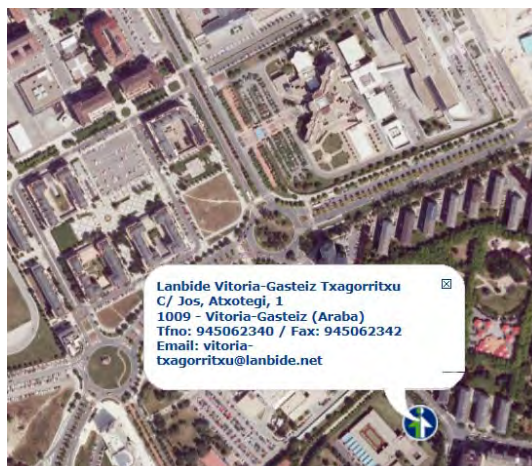 Lanbide Vitoria-Gasteiz Txagorritxu
C/ Jos, Atxotegi, 1
1009 - Vitoria-Gasteiz (Araba)
Tfno: 945062340 / Fax: 945062342
Email: vitoria-
txagorritxu@lanbide.net